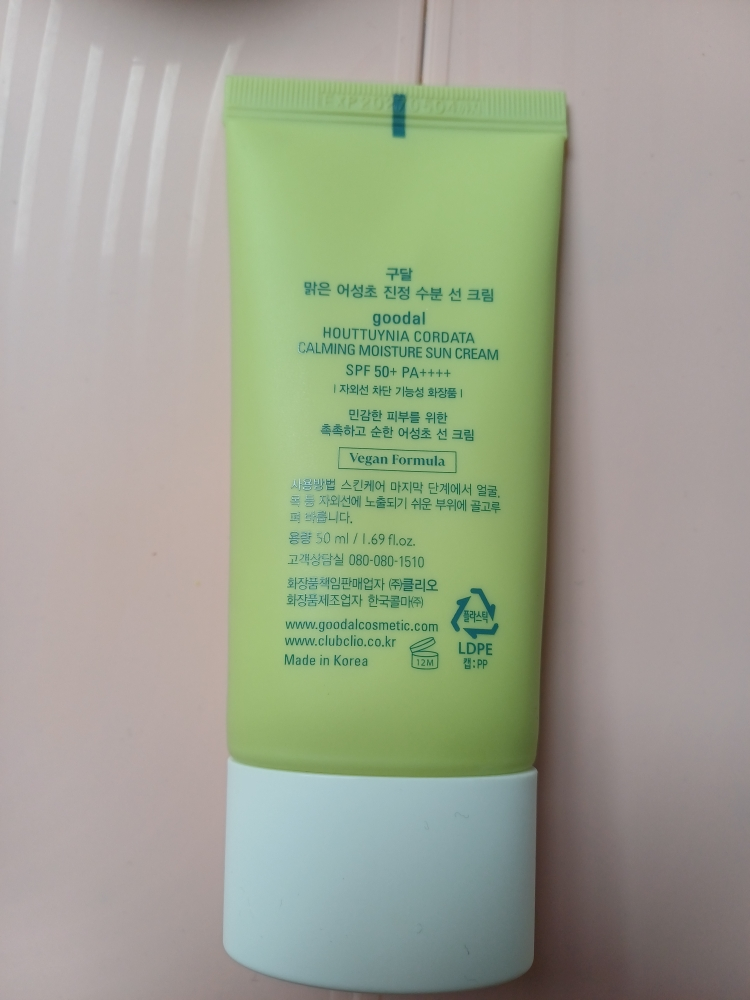 구달
맑은 어성초 진정 수분 선 크림
goodal
HOUTTUYNIA CORDATA
CALMING MOISTURE SUN CREAM
SPF 50+ PA++++
| 자외선 차단 기능성 화장품 |
민감한 피부를 위한
촉촉하고 순한 어성초 선 크림
Vegan Formula
사용방법 스킨케어 마지막 단계에서 얼굴,
목 등 자외선에 노출되기 쉬운 부위에 골고루
펴 바릅니다.
용량 50 ml / 1.69 fl.oz.
고객상담실 080-080-1510
화장품책임판매업자 ㈜클리오
화장품제조업자 한국콜마㈜
www.goodalcosmetic.com
www.clubclio.co.kr
Made in Korea
12M
플라스틱
LDPE
캡:PP